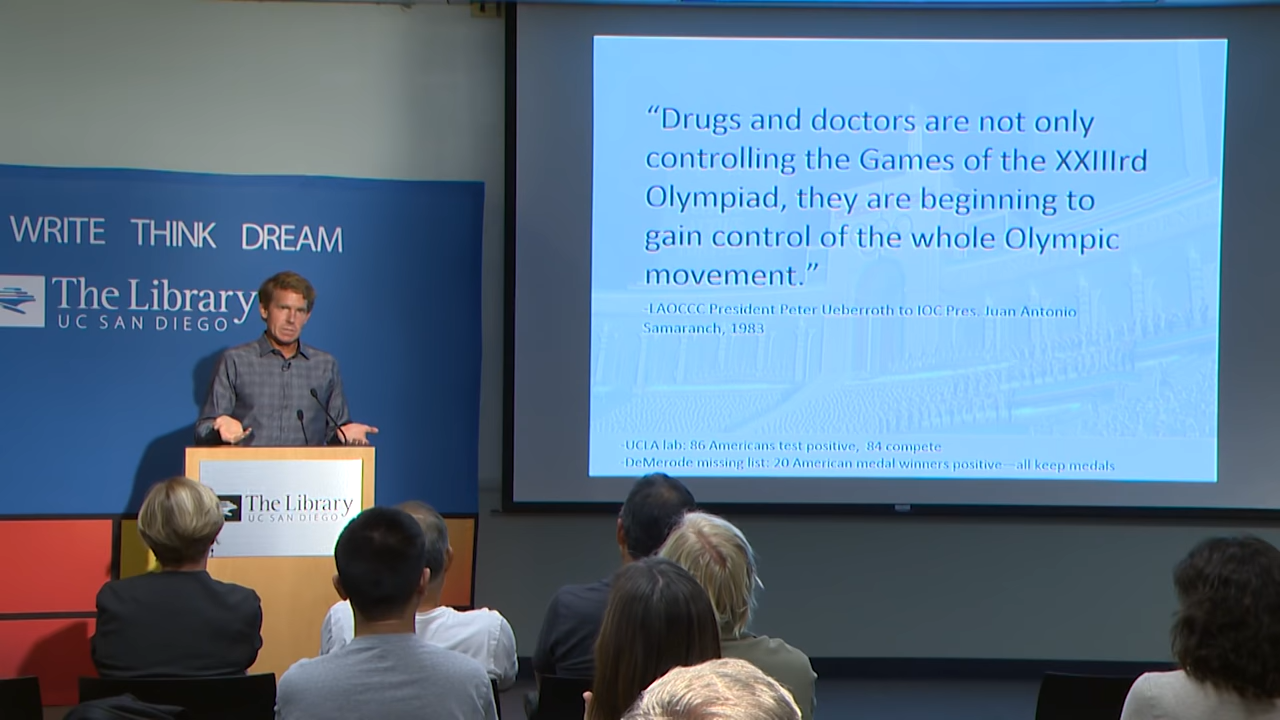 WRITE THINK DREAM
The Library
UC SAN DIEGO
The Library
UC SAN DIEGO
“Drugs and doctors are not only
controlling the Games of the XXIIIrd
Olympiad, they are beginning to
gain control of the whole Olympic
movement.”
-LAOCCC President Peter Ueberroth to IOC Pres. Juan Antonio
Samaranch, 1983
-UCLA lab: 86 Americans test positive, 84 compete
-DeMerode missing list: 20 American medal winners positive—all keep medals